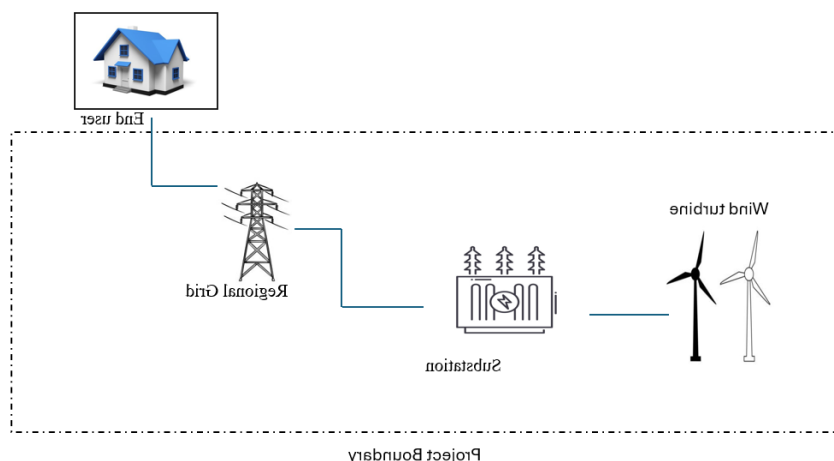 End user
Wind turbine
Regional Grid
Substation
Project Boundary